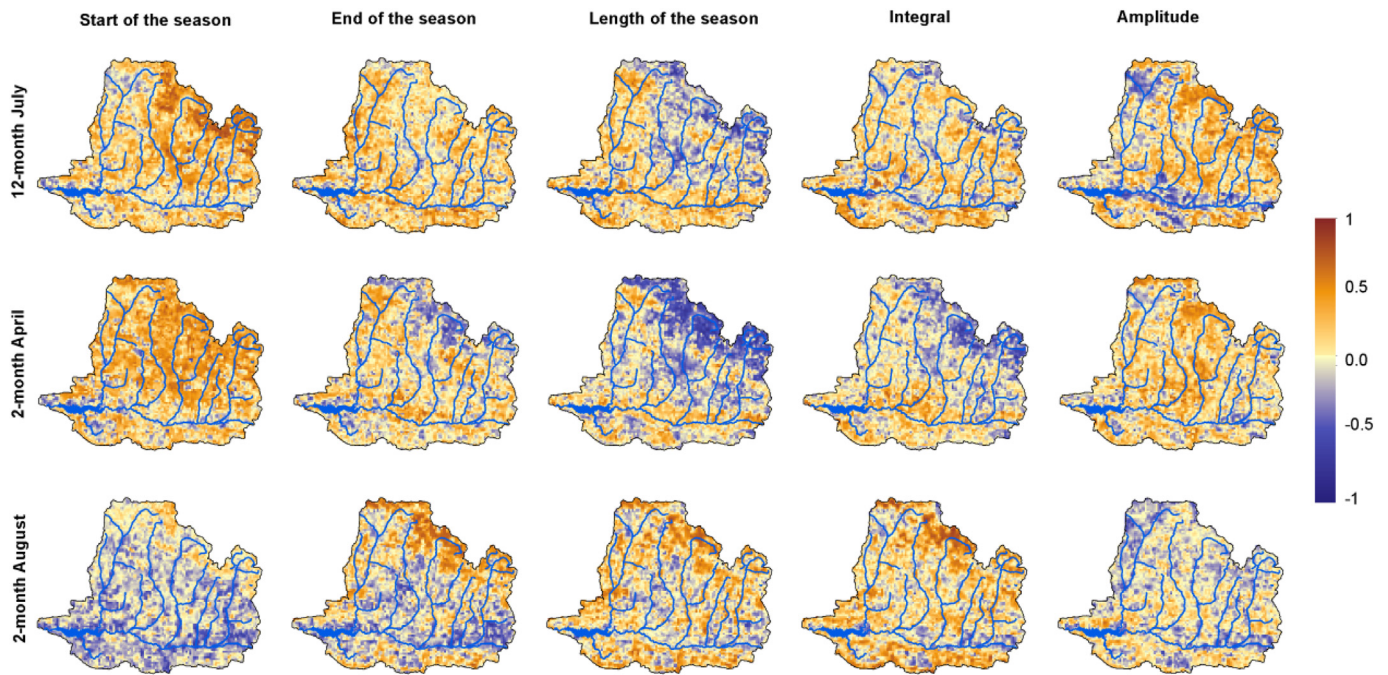 Start of the season
End of the season
Length of the season
Integral
Amplitude
12-month July
2-month April
2-month August
1
0.5
0.0
-0.5
-1